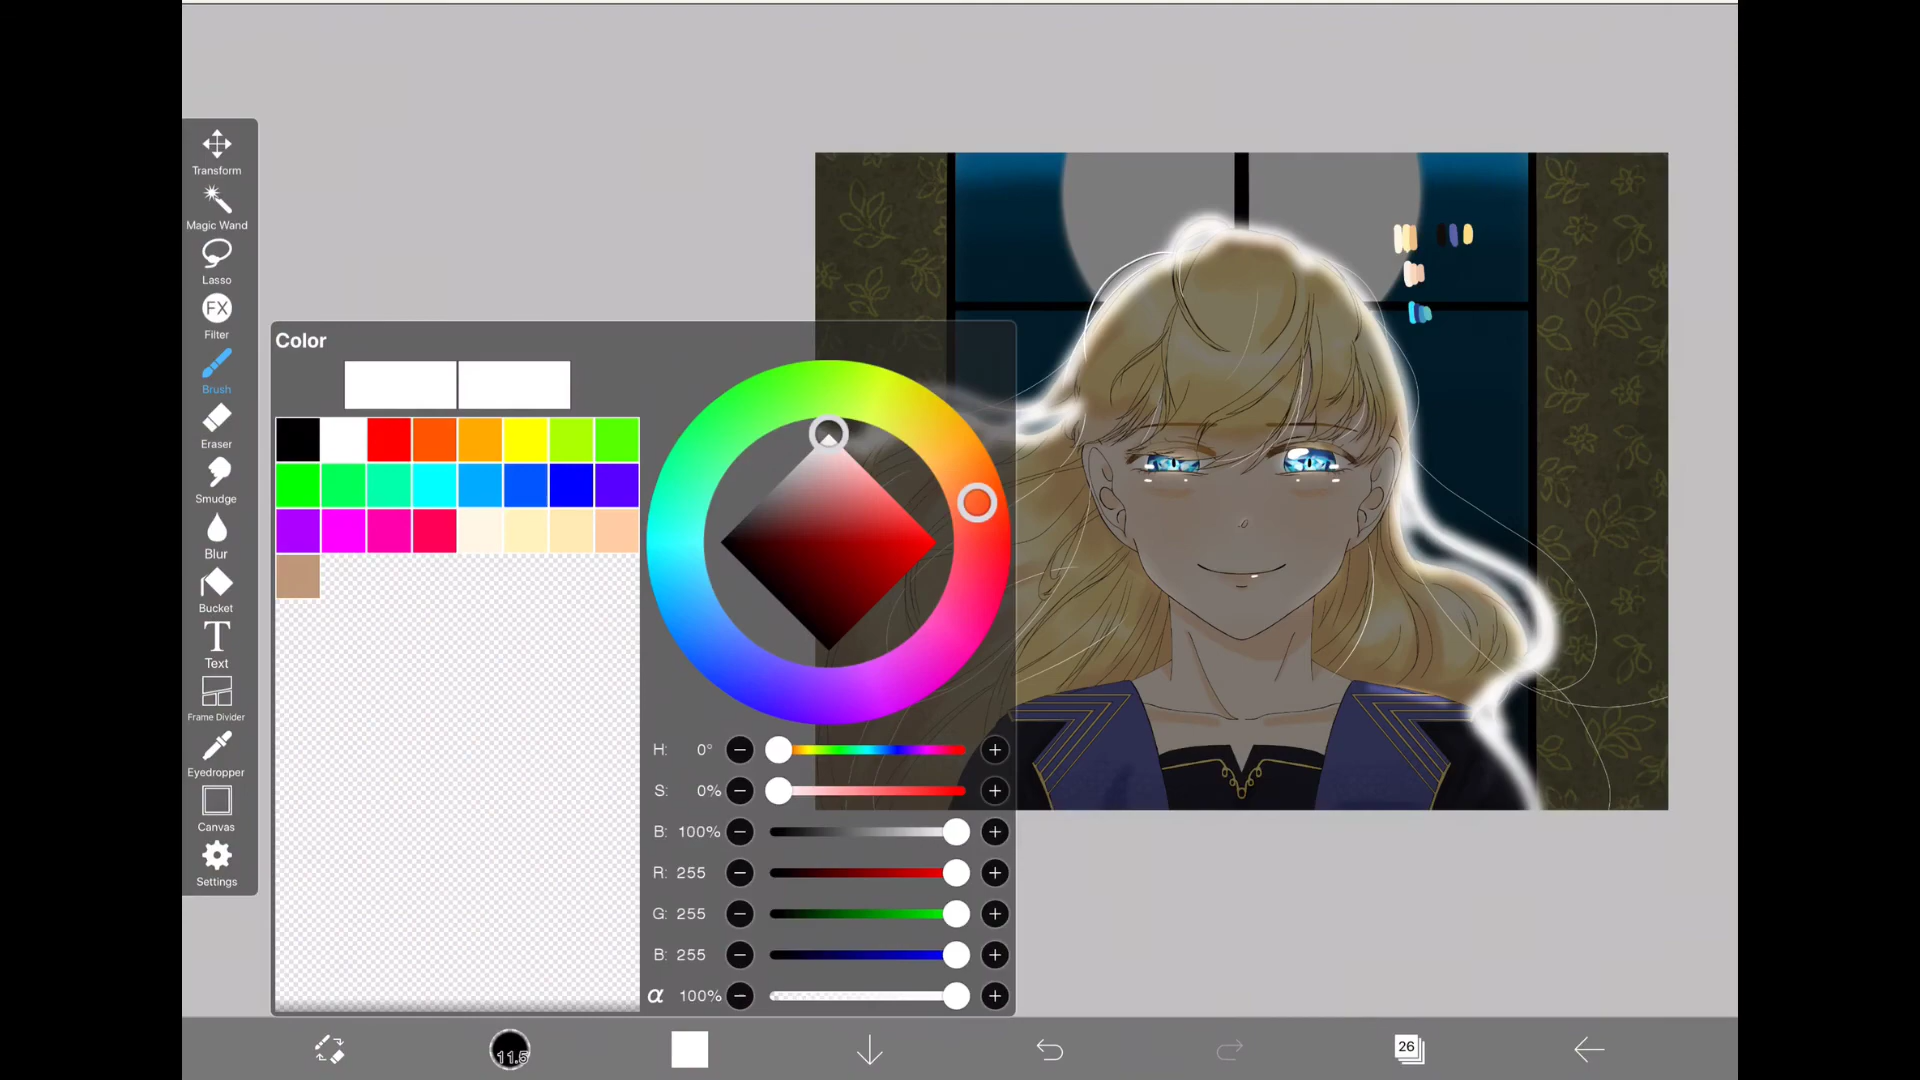 Transform
Magic Wand
Lasso
FX
Filter
Brush
Eraser
Smudge
Blur
Bucket
T
Text
Frame Divider
Eyedropper
Canvas
Settings
Color
H: 0°
S: 0%
B: 100%
R: 255
G: 255
B: 255
α 100%
11.5
26